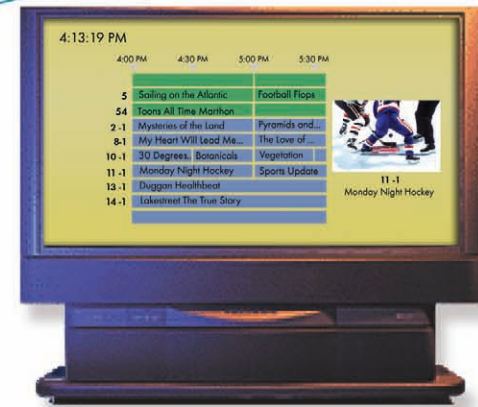 4:13:19 PM
4:00 PM 4:30 PM 5:00 PM 5:30 PM
5 Sailing on the Atlantic Football Flops
54 Toons All Time Marthon
2 -1 Mysteries of the Land Pyramids and...
8-1 My Heart Will Lead Me... The Love of ...
10 -1 30 Degrees.. Botanicals Vegetation
11 -1 Monday Night Hockey Sports Update
13 -1 Duggan Healthbeat
14 -1 Lakestreet The True Story
11 -1
Monday Night Hockey